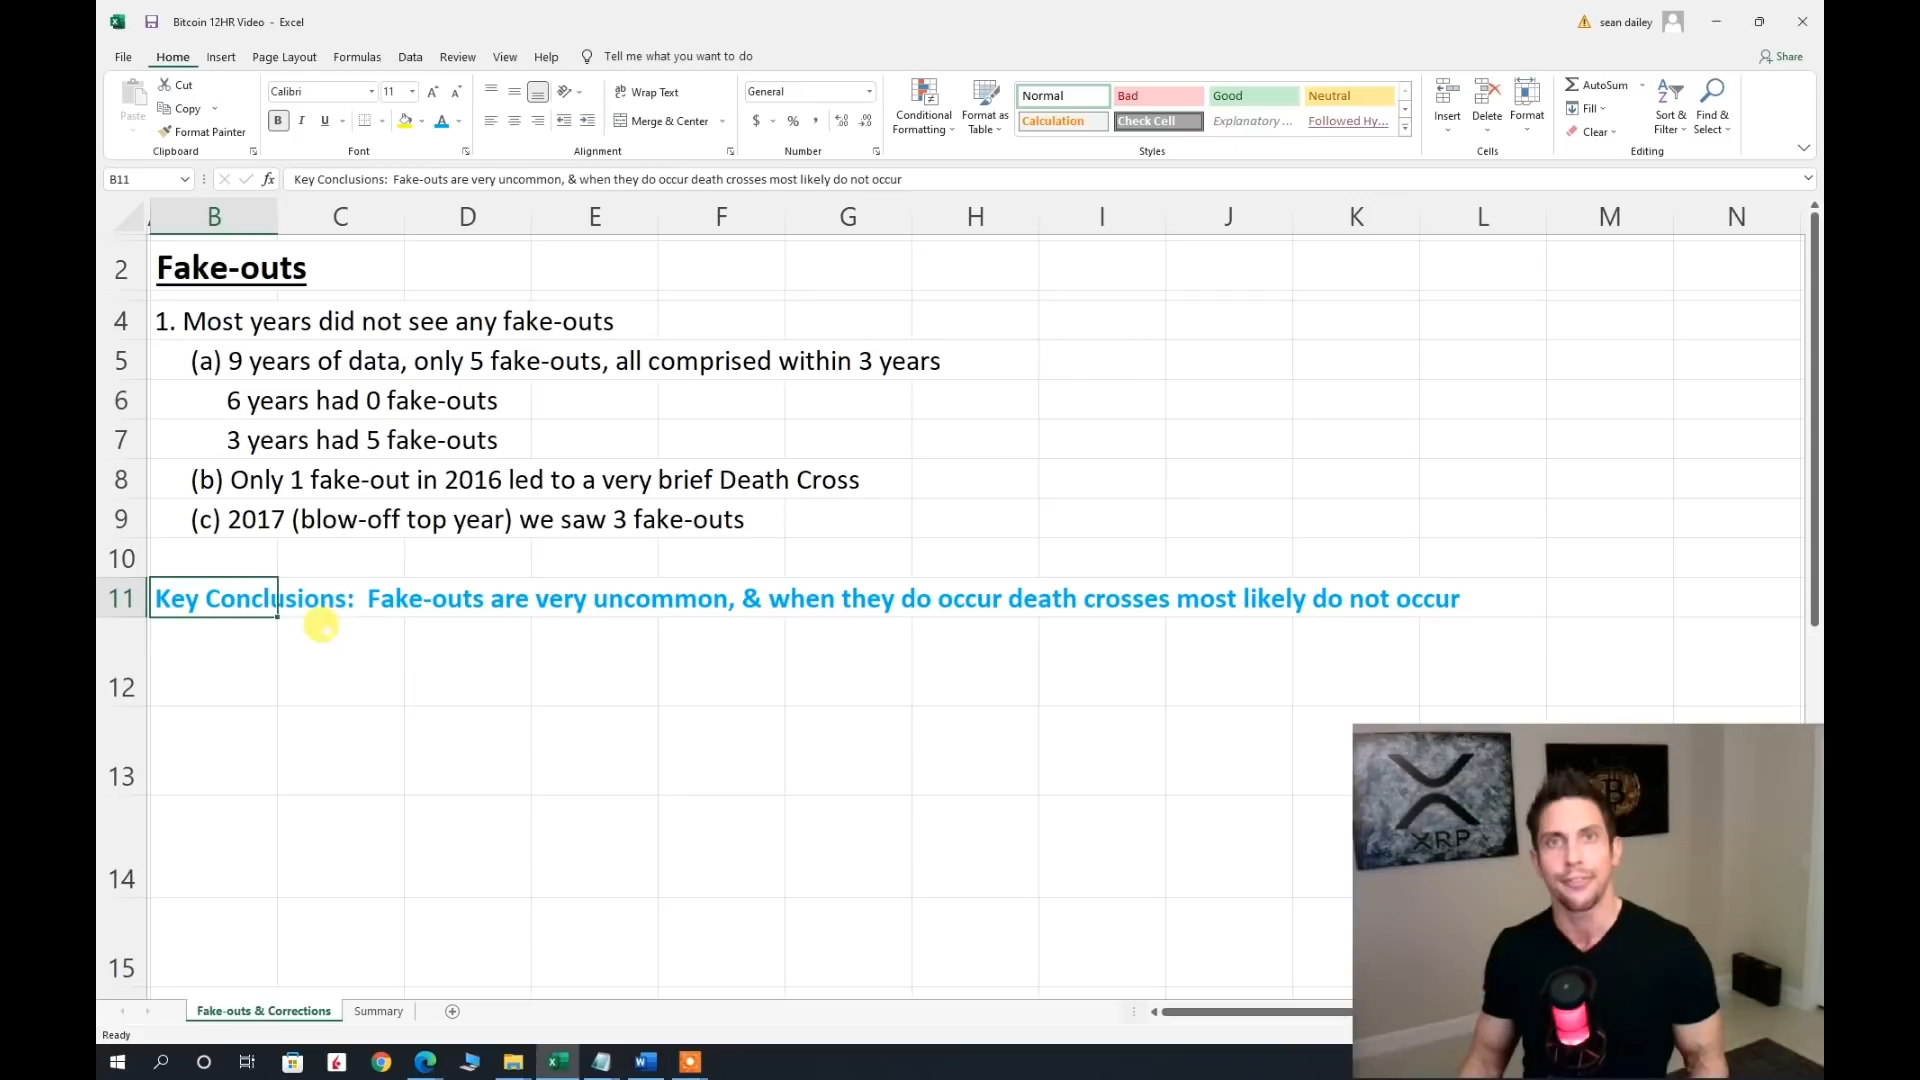 Bitcoin 12HR Video - Excel
sean dailey
File Home Insert Page Layout Formulas Data Review View Help Tell me what you want to do
Share
Paste
Cut
Copy
Format Painter
Clipboard
Calibri 11
B I U
Font
Wrap Text
Merge & Center
Alignment
General
$ % ,
Number
Conditional Formatting
Format as Table
Normal Bad Good Neutral
Calculation Check Cell Explanatory ... Followed Hy...
Styles
Insert Delete Format
Cells
AutoSum
Fill
Clear
Sort & Filter
Find & Select
Editing
B11
fx
Key Conclusions: Fake-outs are very uncommon, & when they do occur death crosses most likely do not occur
B C D E F G H I J K L M N
2 Fake-outs
4 1. Most years did not see any fake-outs
5 (a) 9 years of data, only 5 fake-outs, all comprised within 3 years
6 6 years had 0 fake-outs
7 3 years had 5 fake-outs
8 (b) Only 1 fake-out in 2016 led to a very brief Death Cross
9 (c) 2017 (blow-off top year) we saw 3 fake-outs
10
11 Key Conclusions: Fake-outs are very uncommon, & when they do occur death crosses most likely do not occur
12
13
14
15
XRP
Fake-outs & Corrections Summary
Ready